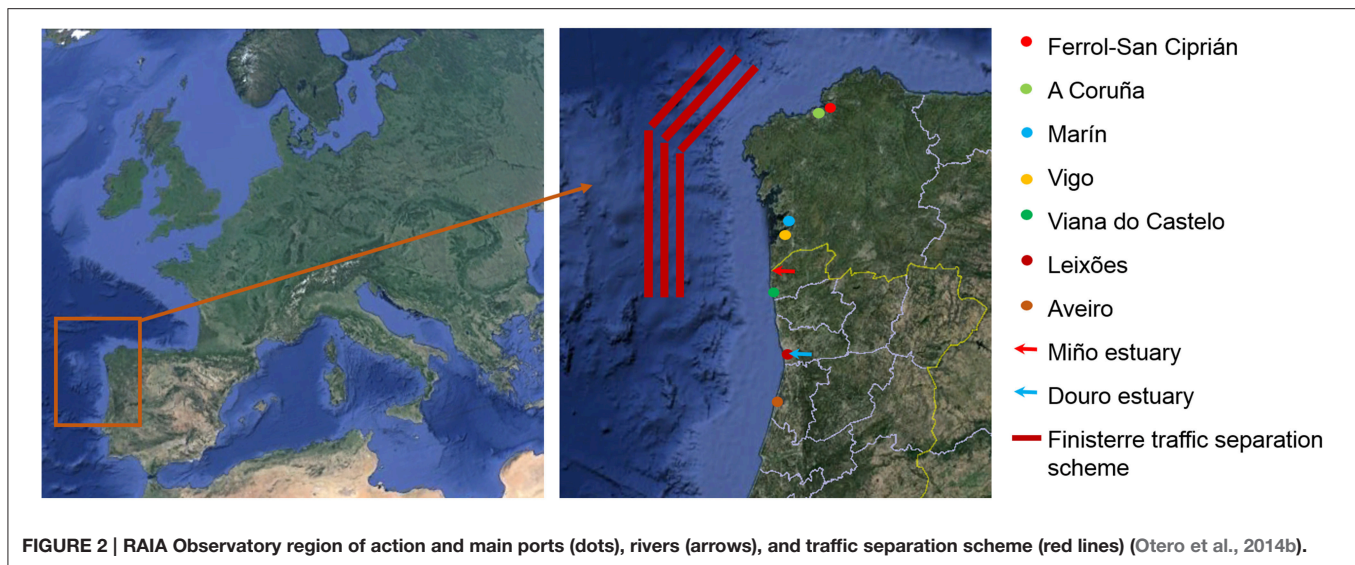 Ferrol-San Ciprián
A Coruña
Marín
Vigo
Viana do Castelo
Leixões
Aveiro
Miño estuary
Douro estuary
Finisterre traffic separation
scheme
FIGURE 2 | RAIA Observatory region of action and main ports (dots), rivers (arrows), and traffic separation scheme (red lines) (Otero et al., 2014b).